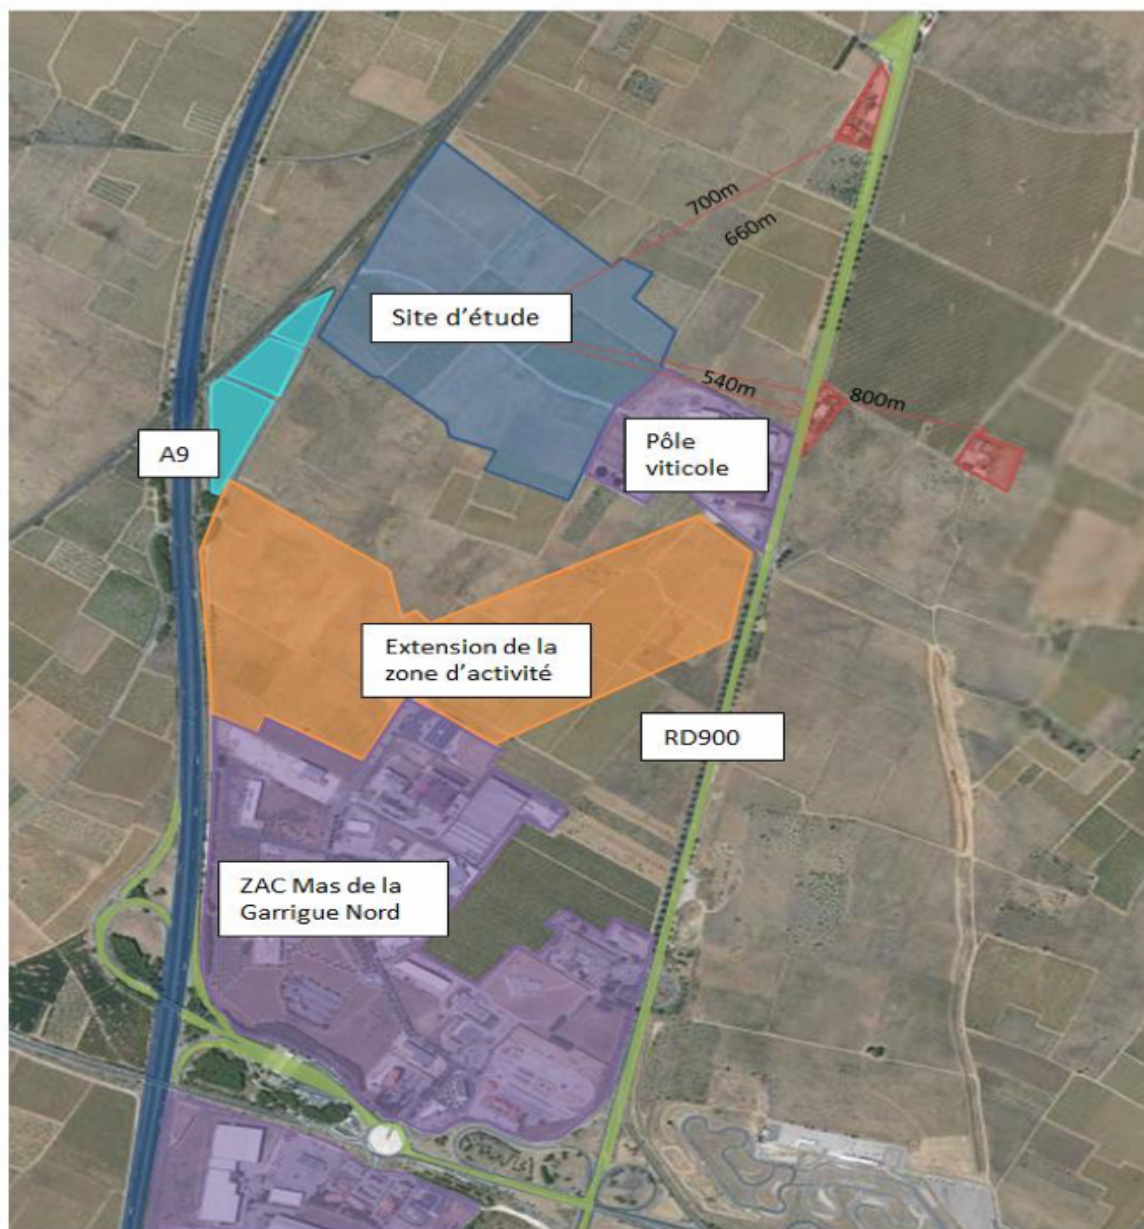 700m
660m
Site d'étude
540m
800m
A9
Pôle
viticole
Extension de la
zone d'activité
RD900
ZAC Mas de la
Garrigue Nord